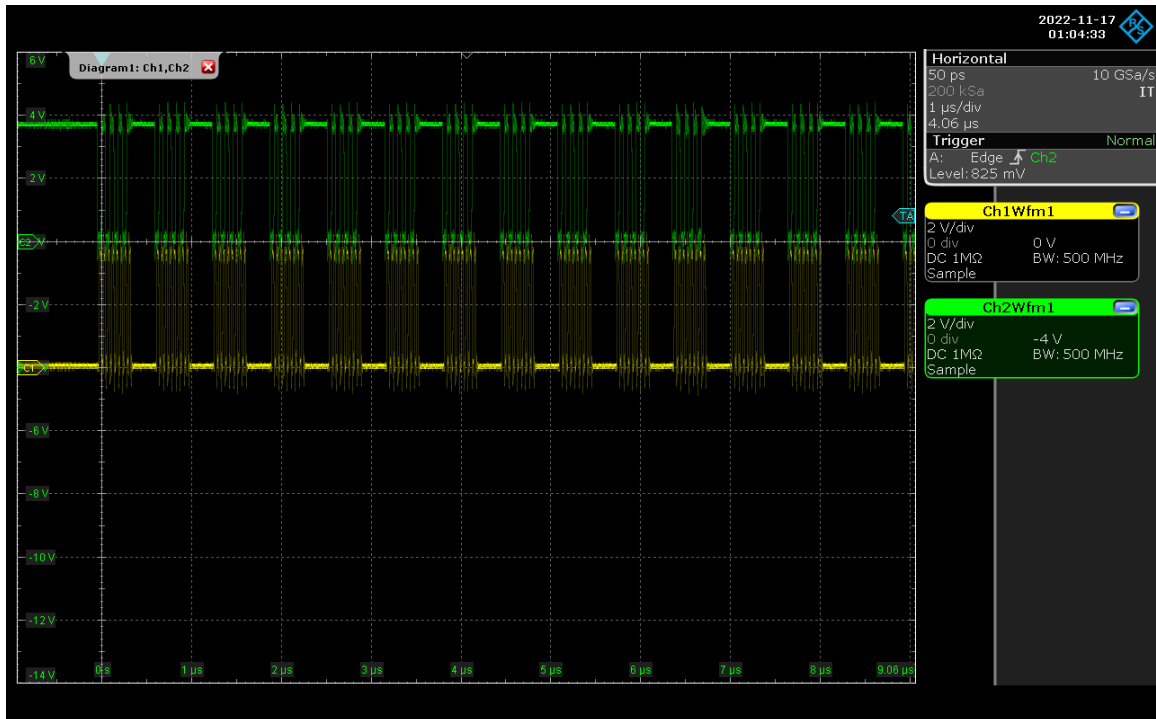 2022-11-17
01:04:33
R&S
Diagram1: Ch1,Ch2
6 V
4 V
2 V
C2
-2 V
C1
-6 V
-8 V
-10 V
-12 V
-14 V
TA
0 s
1 µs
2 µs
3 µs
4 µs
5 µs
6 µs
7 µs
8 µs
9.06 µs
Horizontal
50 ps 10 GSa/s
200 kSa IT
1 µs/div
4.06 µs
Trigger Normal
A: Edge Ch2
Level: 825 mV
Ch1Wfm1
2 V/div
0 div 0 V
DC 1MΩ BW: 500 MHz
Sample
Ch2Wfm1
2 V/div
0 div -4 V
DC 1MΩ BW: 500 MHz
Sample